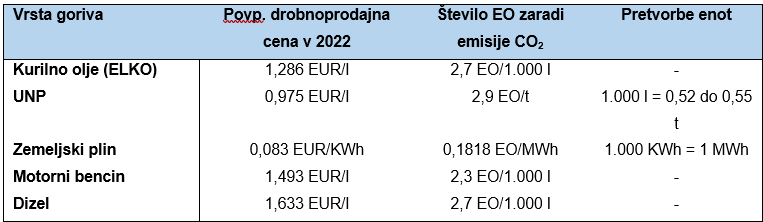 Vrsta goriva Povp. drobnoprodajna Število EO zaradi Pretvorbe enot
cena v 2022 emisije CO₂
Kurilno olje (ELKO) 1,286 EUR/l 2,7 EO/1.000 l -
UNP 0,975 EUR/l 2,9 EO/t 1.000 l = 0,52 do 0,55
t
Zemeljski plin 0,083 EUR/KWh 0,1818 EO/MWh 1.000 KWh = 1 MWh
Motorni bencin 1,493 EUR/l 2,3 EO/1.000 l -
Dizel 1,633 EUR/l 2,7 EO/1.000 l -